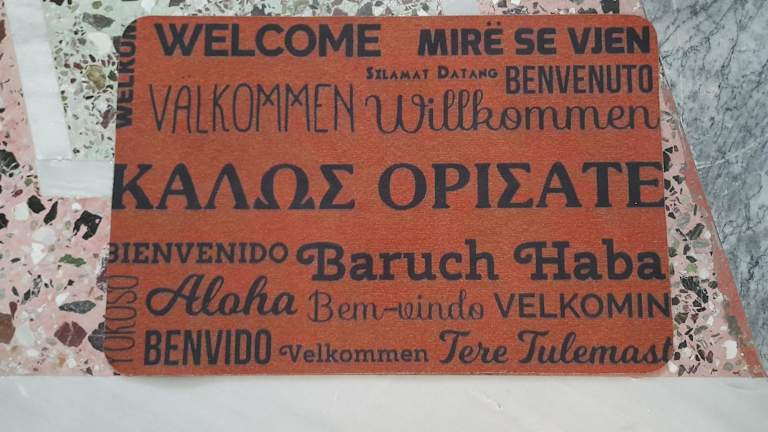 WELCOME MIRË SE VJEN
SELAMAT DATANG BENVENUTO
VALKOMMEN Willkommen
ΚΑΛΩΣ ΟΡΙΣΑΤΕ
BIENVENIDO Baruch Haba
Aloha Bem-vindo VELKOMIN
BENVIDO Velkommen Tere Tulemast
YOKOSO